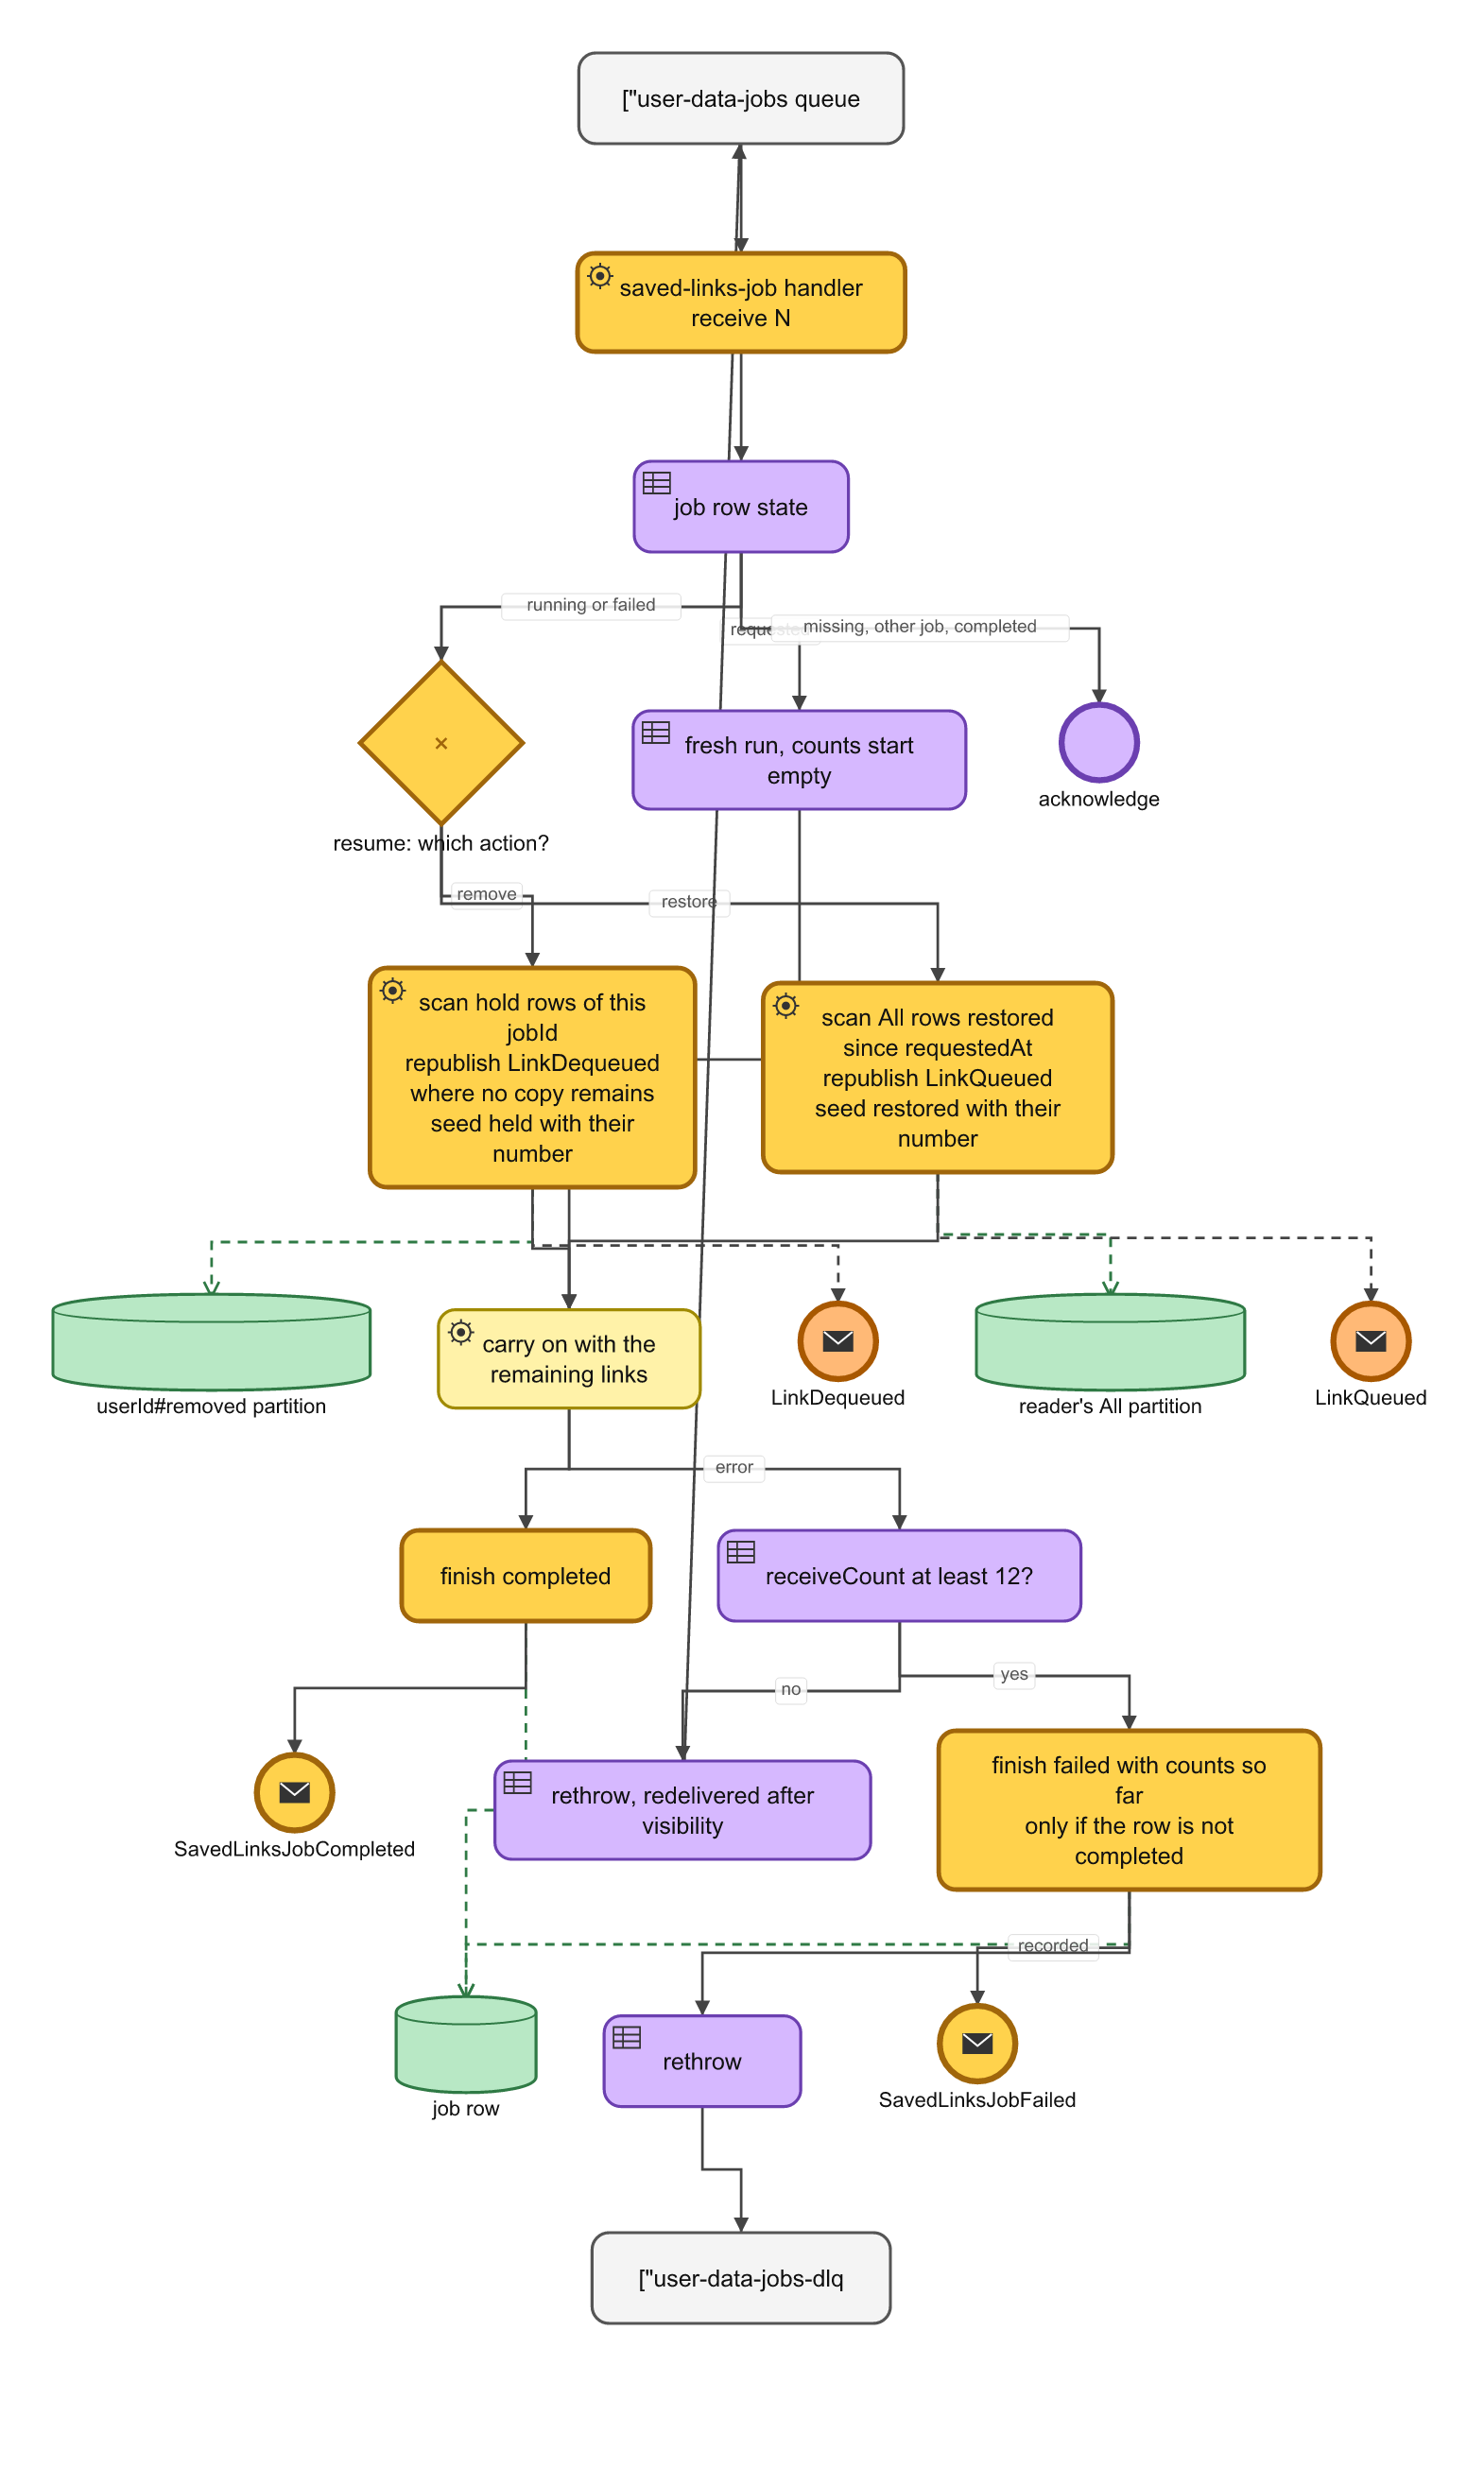 ["user-data-jobs queue
saved-links-job handler
receive N
job row state
running or failed
requested
missing, other job, completed
fresh run, counts start
empty
acknowledge
resume: which action?
remove
restore
scan hold rows of this
jobId
republish LinkDequeued
where no copy remains
seed held with their
number
scan All rows restored
since requestedAt
republish LinkQueued
seed restored with their
number
carry on with the
remaining links
userId#removed partition
LinkDequeued
reader's All partition
LinkQueued
error
finish completed
receiveCount at least 12?
no
yes
SavedLinksJobCompleted
rethrow, redelivered after
visibility
finish failed with counts so
far
only if the row is not
completed
recorded
job row
rethrow
SavedLinksJobFailed
["user-data-jobs-dlq